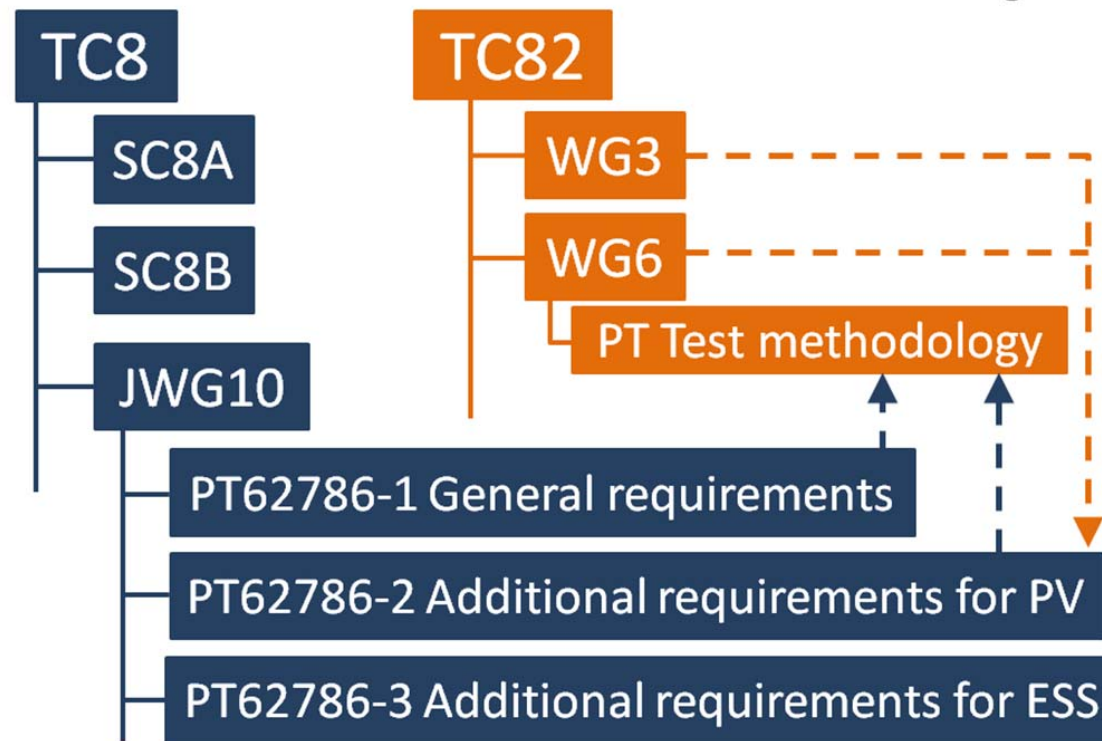 TC8
SC8A
SC8B
JWG10
PT62786-1 General requirements
PT62786-2 Additional requirements for PV
PT62786-3 Additional requirements for ESS
TC82
WG3
WG6
PT Test methodology